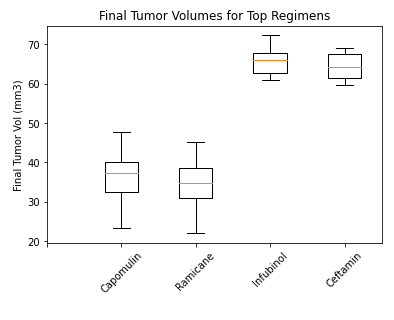 Final Tumor Volumes for Top Regimens
Final Tumor Vol (mm3)
70
60
50
40
30
20
Capomulin
Ramicane
Infubinol
Ceftamin